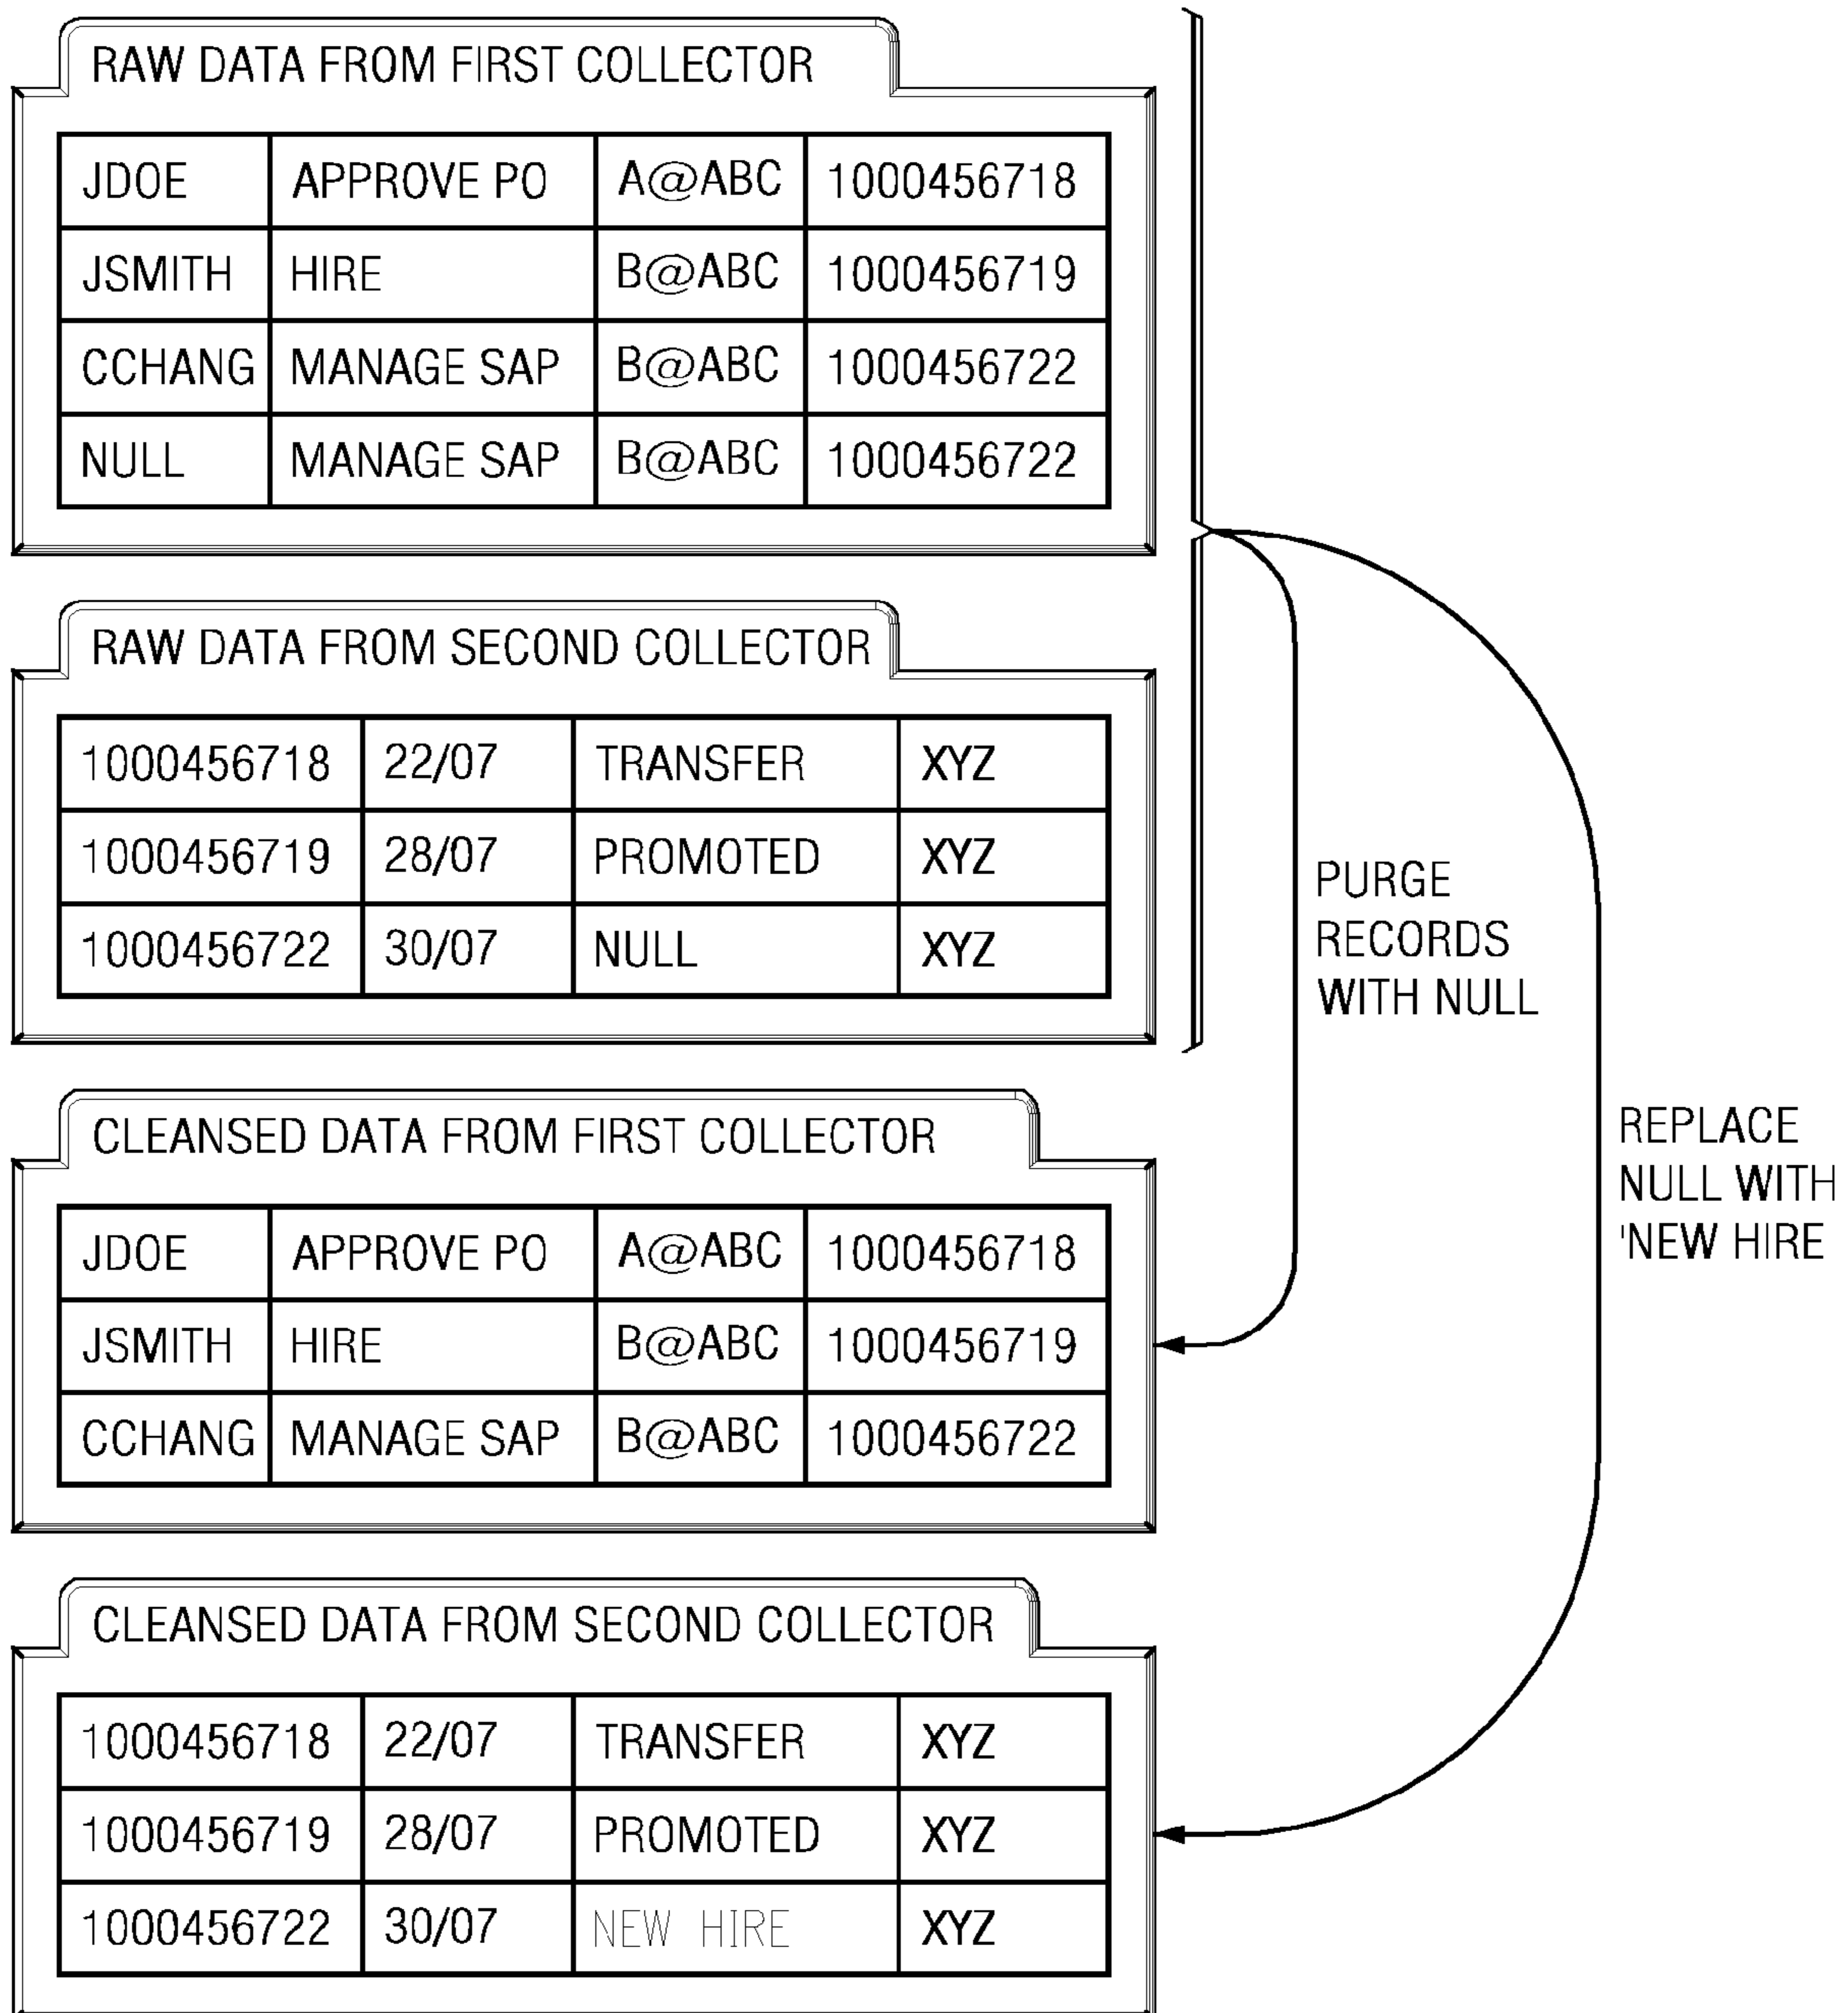 RAW DATA FROM FIRST COLLECTOR
JDOE APPROVE PO A@ABC 1000456718
JSMITH HIRE B@ABC 1000456719
CCHANG MANAGE SAP B@ABC 1000456722
NULL MANAGE SAP B@ABC 1000456722
RAW DATA FROM SECOND COLLECTOR
1000456718 22/07 TRANSFER XYZ
1000456719 28/07 PROMOTED XYZ
1000456722 30/07 NULL XYZ
PURGE
RECORDS
WITH NULL
REPLACE
NULL WITH
'NEW HIRE
CLEANSED DATA FROM FIRST COLLECTOR
JDOE APPROVE PO A@ABC 1000456718
JSMITH HIRE B@ABC 1000456719
CCHANG MANAGE SAP B@ABC 1000456722
CLEANSED DATA FROM SECOND COLLECTOR
1000456718 22/07 TRANSFER XYZ
1000456719 28/07 PROMOTED XYZ
1000456722 30/07 NEW HIRE XYZ